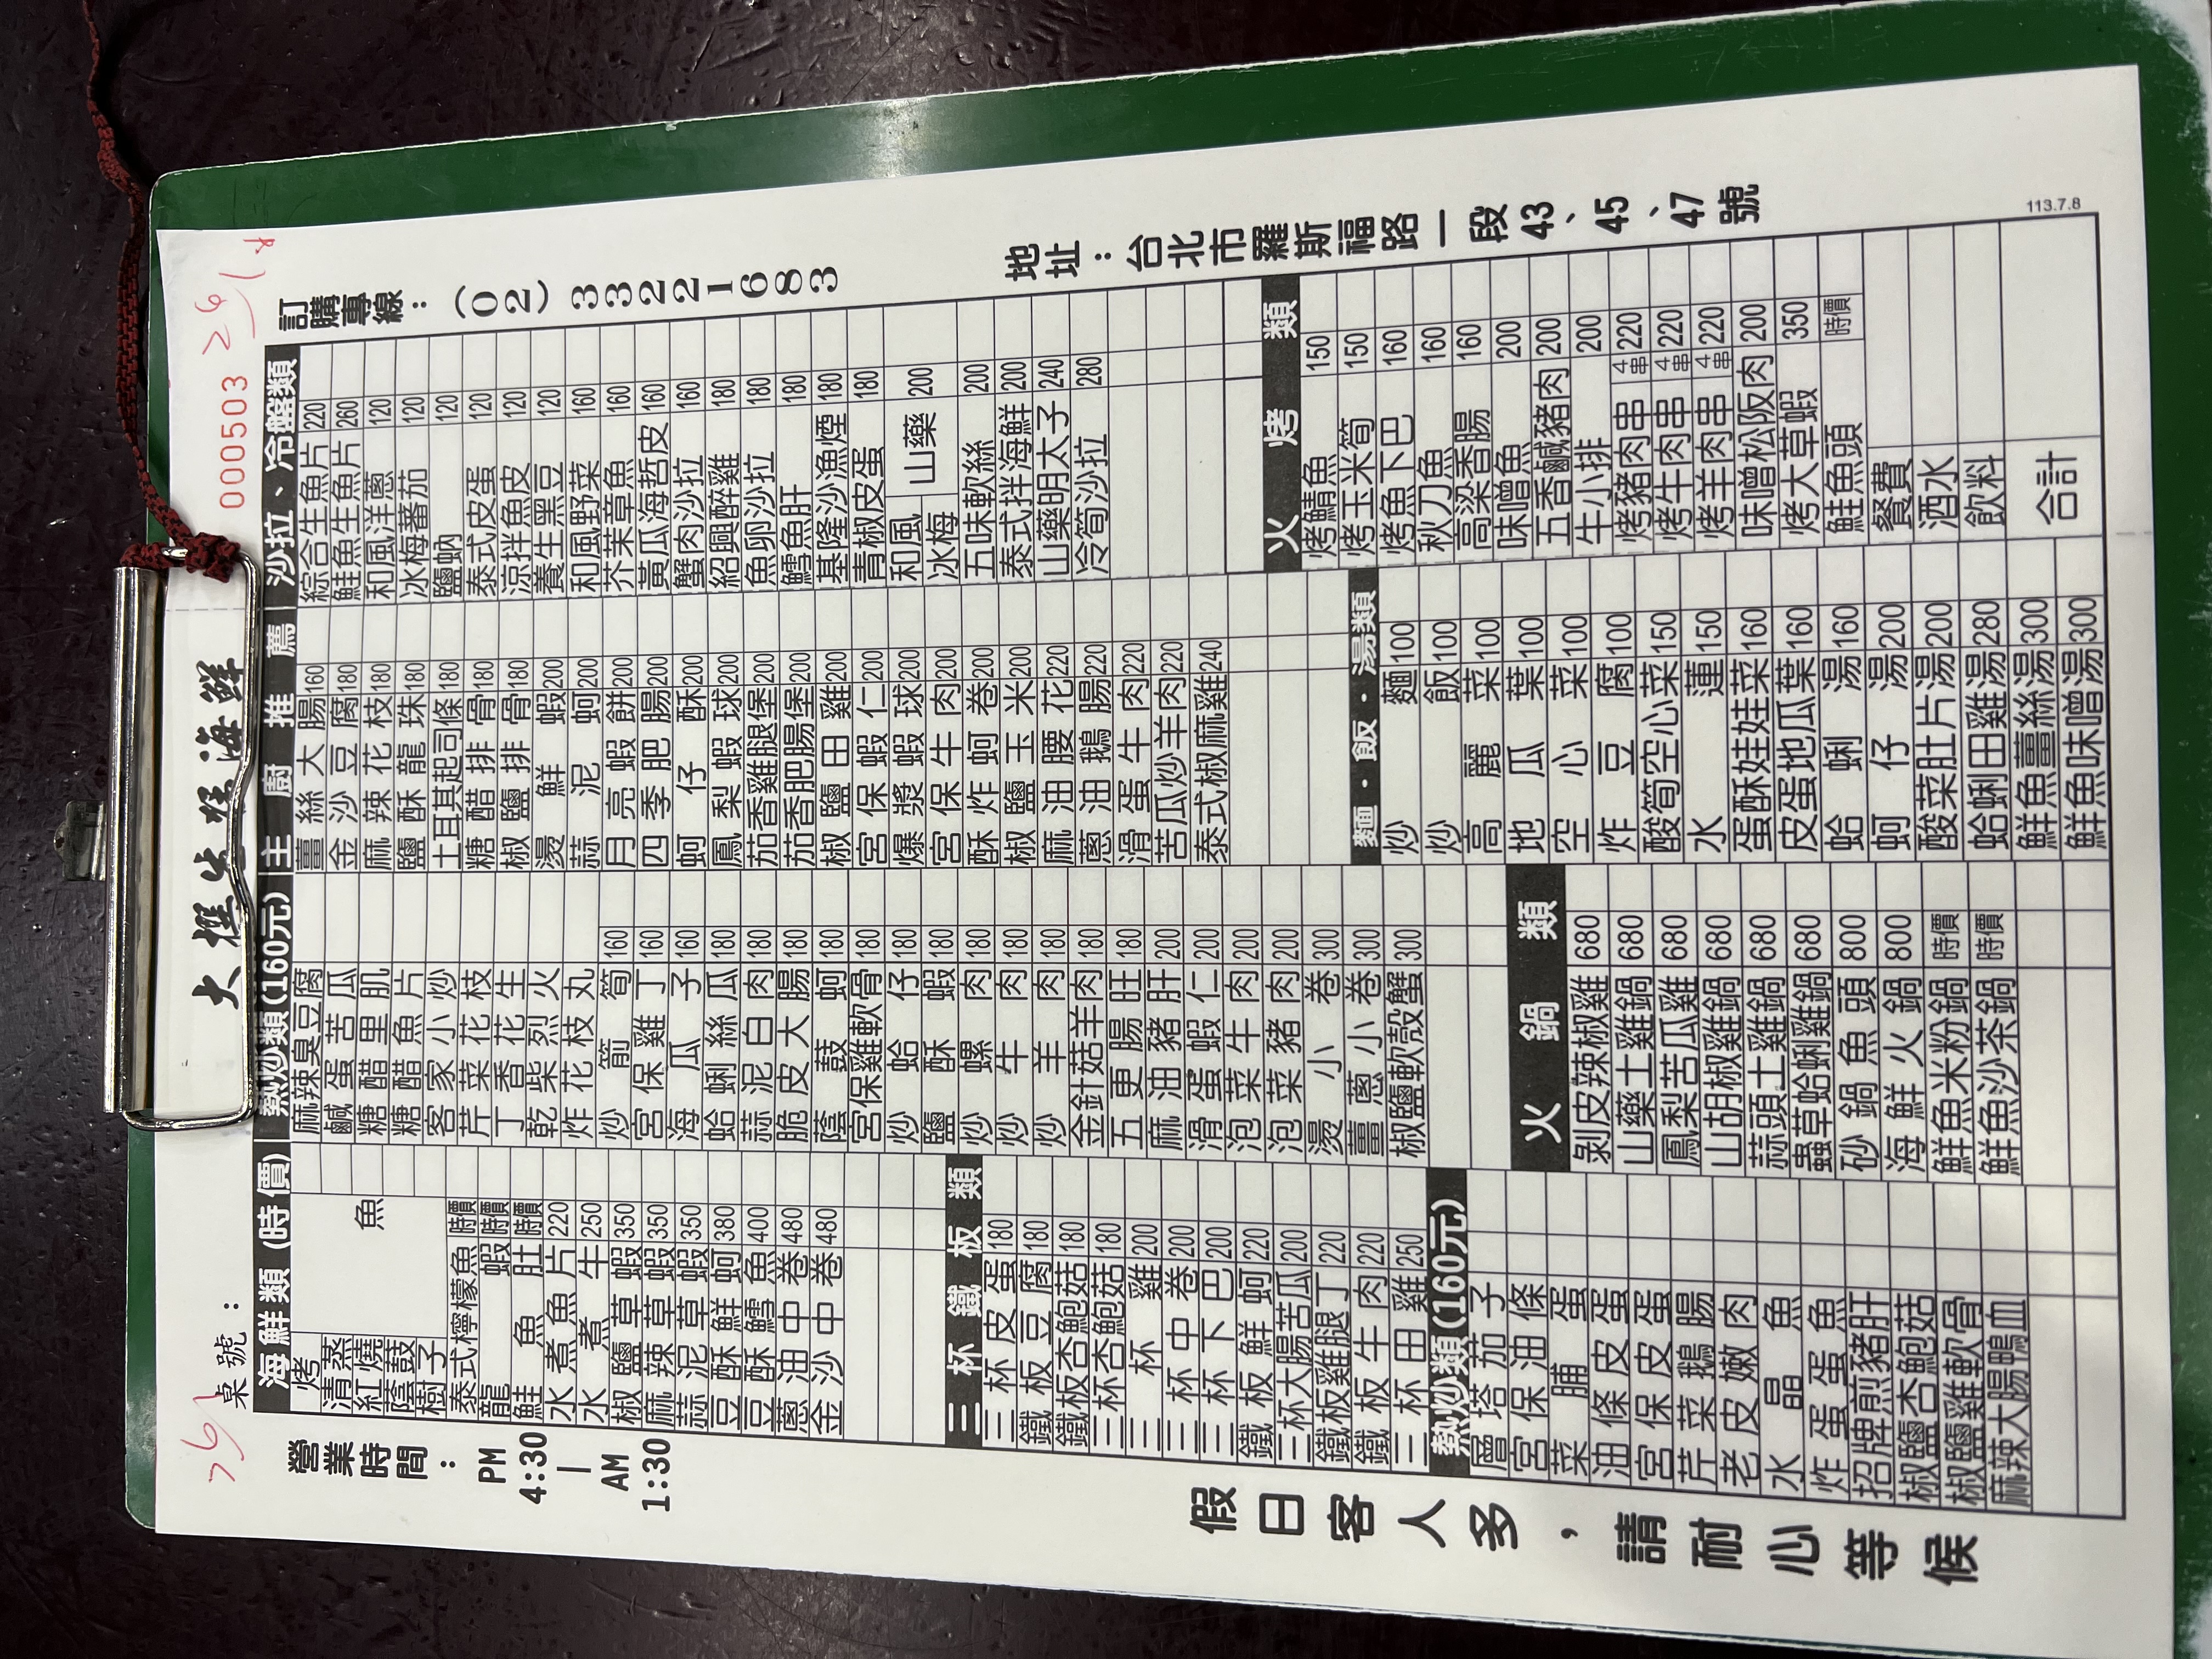 大撰生猛海鮮
桌號：
000503
營業時間：PM 4:30 — AM 1:30
假日客人多，請耐心等候
訂購專線：(02)33221683
地址：台北市羅斯福路一段43、45、47號
海鮮類(時價)
烤
清蒸
紅燒 魚
蔭鼓
樹子
泰式檸檬魚 時價
龍蝦 時價
鮭魚肚 時價
水煮魚片 220
水煮牛 250
椒鹽草蝦 350
麻辣草蝦 350
蒜泥草蝦 350
豆酥鮮蚵 380
豆酥鱈魚 400
蔥油中卷 480
金沙中卷 480
三杯鐵板類
三杯皮蛋 180
鐵板豆腐 180
鐵板杏鮑菇 180
三杯杏鮑菇 180
三杯雞 200
三杯中卷 200
三杯下巴 200
鐵板鮮蚵 220
三杯大腸苦瓜 200
鐵板雞腿丁 220
鐵板牛肉 220
三杯田雞 250
熱炒類(160元)
層塔茄子
宮保油條
菜脯蛋
油條皮蛋
宮保皮蛋
芹菜鵝腸
老皮嫩肉
水晶魚
炸蛋蛋魚
招牌煎豬肝
椒鹽杏鮑菇
椒鹽雞軟骨
麻辣大腸鴨血
熱炒類(160元)
麻辣臭豆腐
鹹蛋苦瓜
糖醋里肌
糖醋魚片
客家小炒
芹菜花枝
丁香花生
乾柴烈火
炸花枝丸
炒箭筍 160
宮保雞丁 160
海瓜子 160
蛤蜊絲瓜 180
蒜泥白肉 180
脆皮大腸 180
蔭鼓蚵 180
宮保雞軟骨 180
炒蛤仔 180
鹽酥蝦 180
炒螺肉 180
炒牛肉 180
炒羊肉 180
金針菇羊肉 180
五更腸旺 180
麻油豬肝 200
滑蛋蝦仁 200
泡菜牛肉 200
泡菜豬肉 200
燙小卷 300
薑蔥小卷 300
椒鹽軟殼蟹 300
火鍋類
剝皮辣椒雞 680
山藥土雞鍋 680
鳳梨苦瓜雞 680
山胡椒雞鍋 680
蒜頭土雞鍋 680
蟲草蛤蜊雞鍋 680
砂鍋魚頭 800
海鮮火鍋 800
鮮魚米粉鍋 時價
鮮魚沙茶鍋 時價
主廚推薦
薑絲大腸 160
金沙豆腐 180
麻辣花枝 180
鹽酥龍珠 180
土耳其起司條 180
糖醋排骨 180
椒鹽排骨 180
燙鮮蝦 200
蒜泥蚵 200
月亮蝦餅 200
四季肥腸 200
蚵仔酥 200
鳳梨蝦球 200
茄香雞腿堡 200
茄香肥腸堡 200
椒鹽田雞 200
宮保蝦仁 200
爆漿蝦球 200
宮保牛肉 200
酥炸蚵卷 200
椒鹽玉米 200
麻油腰花 220
蔥油鵝腸 220
滑蛋牛肉 220
苦瓜炒羊肉 220
泰式椒麻雞 240
麵・飯・湯類
炒麵 100
炒飯 100
高麗菜 100
地瓜葉 100
空心菜 100
炸豆腐 100
酸筍空心菜 150
水蓮 150
蛋酥娃娃菜 160
皮蛋地瓜葉 160
蛤蜊湯 160
蚵仔湯 200
酸菜肚片湯 200
蛤蜊田雞湯 280
鮮魚薑絲湯 300
鮮魚味噌湯 300
沙拉、冷盤類
綜合生魚片 220
鮭魚生魚片 260
和風洋蔥 120
冰梅蕃茄 120
鹽蚋 120
泰式皮蛋 120
涼拌魚皮 120
養生黑豆 120
和風野菜 160
芥茉章魚 160
黃瓜海哲皮 160
蟹肉沙拉 160
紹興醉雞 180
魚卵沙拉 180
鱈魚肝 180
基隆沙漁煙 180
青椒皮蛋 180
和風
冰梅 山藥 200
五味軟絲 200
泰式拌海鮮 200
山藥明太子 240
冷筍沙拉 280
火烤類
烤鯖魚 150
烤玉米筍 150
烤魚下巴 160
秋刀魚 160
高梁香腸 160
味噌魚 200
五香鹹豬肉 200
牛小排 200
烤豬肉串 4串 220
烤牛肉串 4串 220
烤羊肉串 4串 220
味噌松阪肉 200
烤大草蝦 350
鮭魚頭 時價
餐費
酒水
飲料
合計
113.7.8